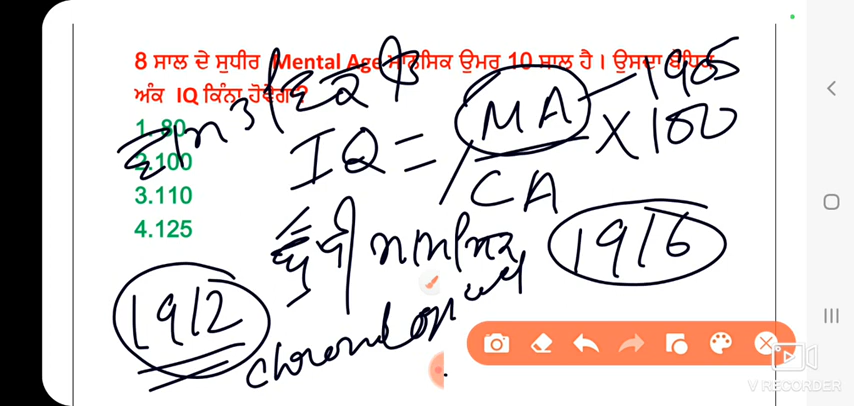 8 ਸਾਲ ਦੇ ਸੁਧੀਰ Mental Age ਮਾਨਸਿਕ ਉਮਰ 10 ਸਾਲ ਹੈ। ਉਸਦਾ ਬੌਧਿਕ
ਅੰਕ IQ ਕਿੰਨਾ ਹੋਵੇਗਾ ?
1. 80
2.100
3.110
4.125
1905
IQ = MA X 100
CA
1916
1912
V RECORDER